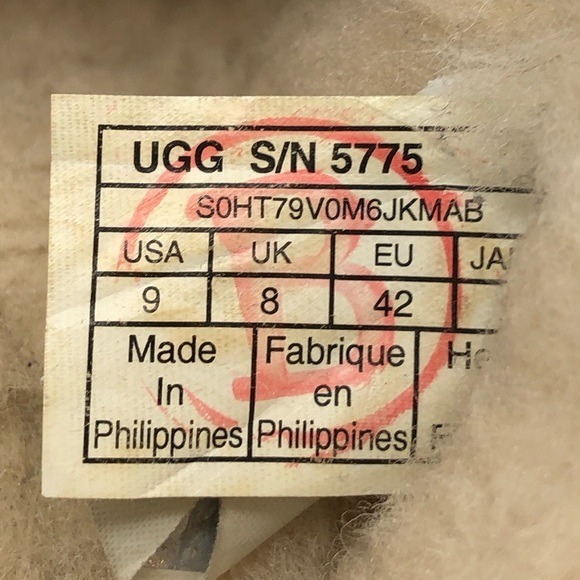 UGG S/N 5775
S0HT79V0M6JKMAB
USA UK EU
9 8 42
Made Fabrique
In en
Philippines Philippines
B